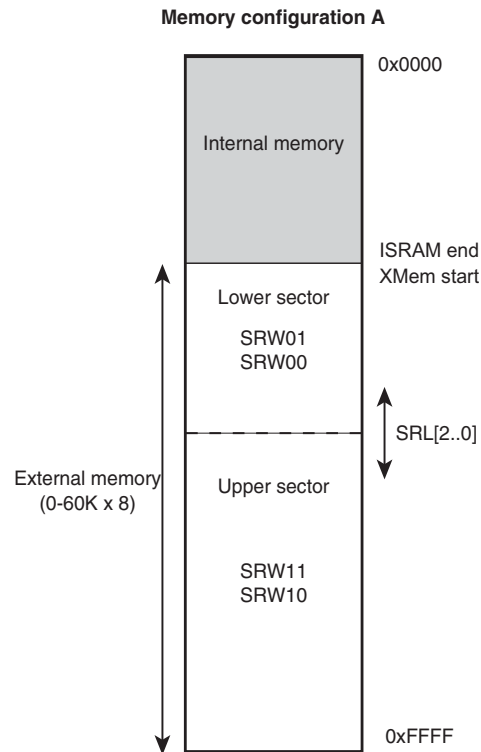 Memory configuration A
0x0000
Internal memory
ISRAM end
XMem start
Lower sector
SRW01
SRW00
SRL[2..0]
External memory
(0-60K x 8)
Upper sector
SRW11
SRW10
0xFFFF